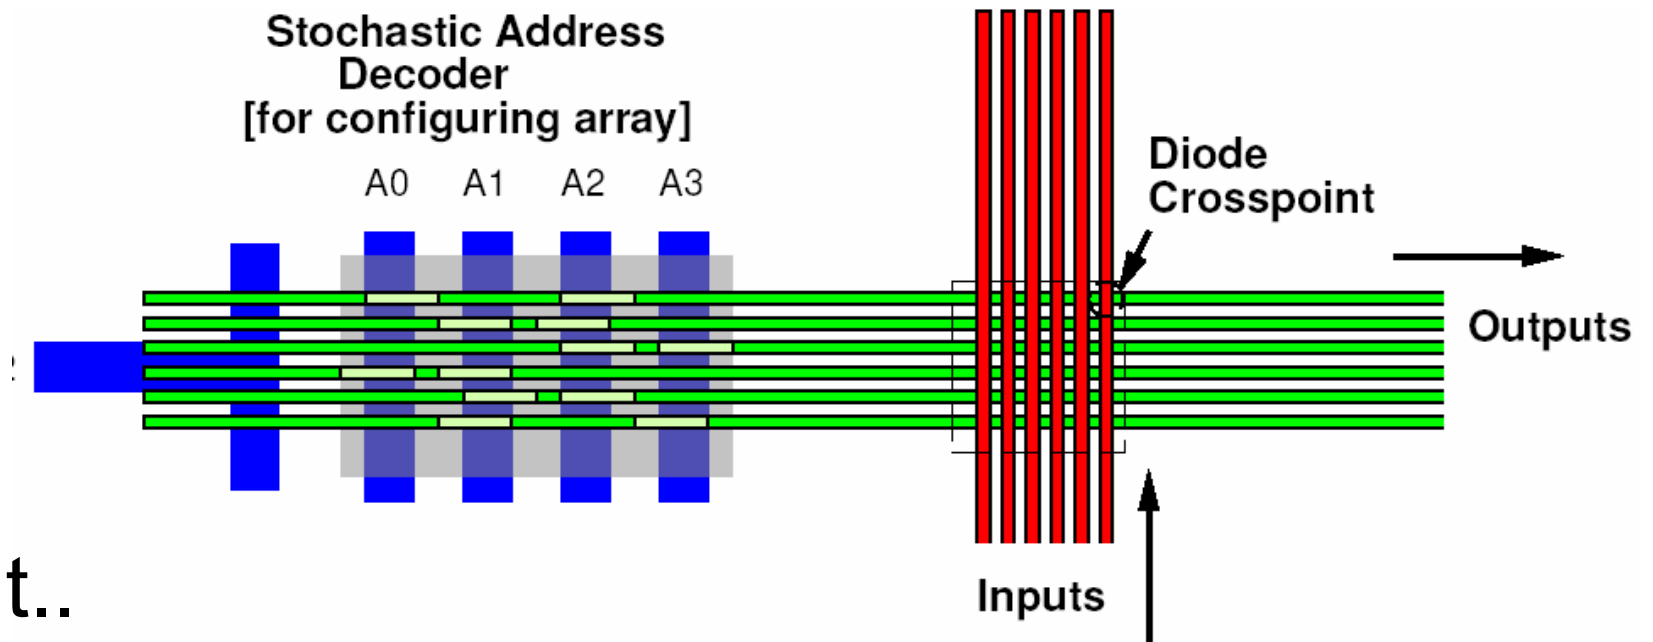 Stochastic Address
Decoder
[for configuring array]
A0 A1 A2 A3
Diode
Crosspoint
Outputs
Inputs
t..